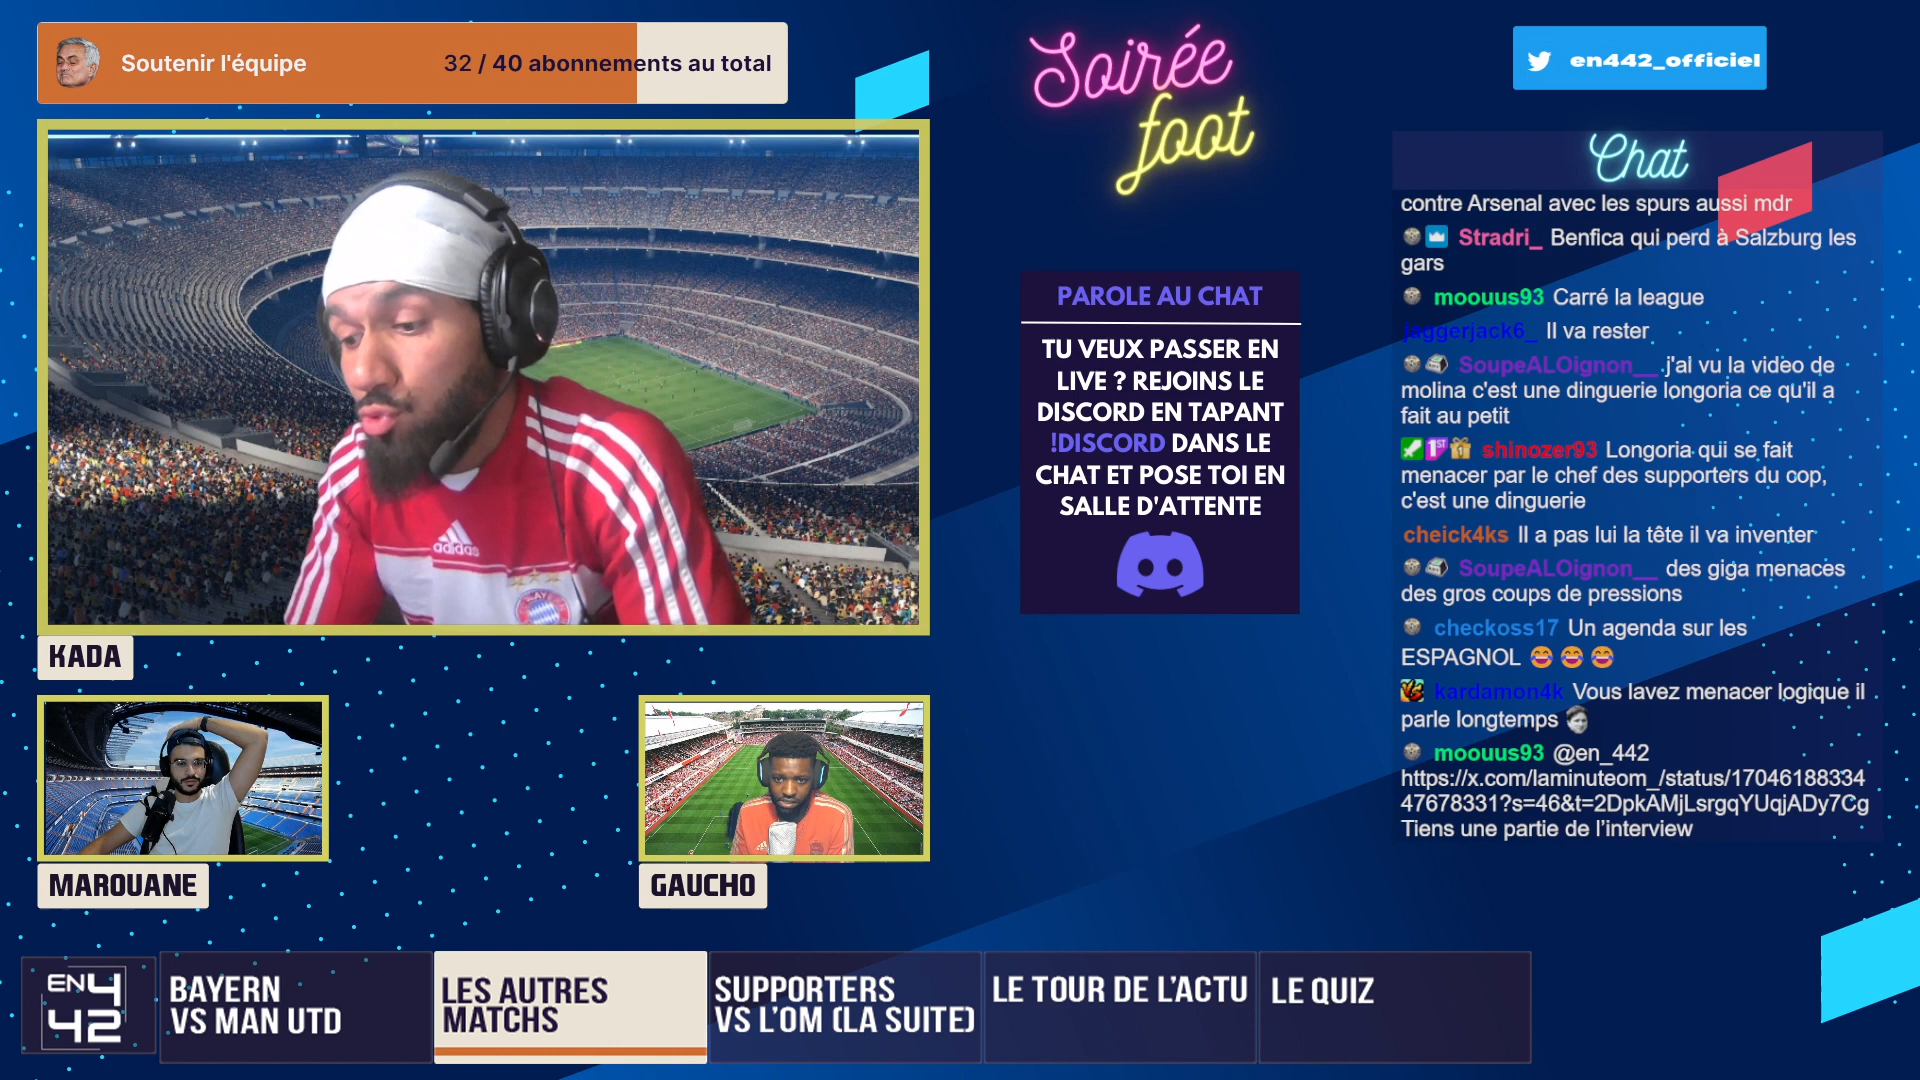 Soutenir l'équipe
32 / 40 abonnements au total
Soirée
foot
en442_officiel
Chat
PAROLE AU CHAT
TU VEUX PASSER EN
LIVE ? REJOINS LE
DISCORD EN TAPANT
!DISCORD DANS LE
CHAT ET POSE TOI EN
SALLE D'ATTENTE
contre Arsenal avec les spurs aussi mdr
Stradri_ Benfica qui perd à Salzburg les
gars
moouus93 Carré la league
jaggerjack6_ Il va rester
SoupeALOignon__ j'ai vu la video de
molina c'est une dinguerie longoria ce qu'il a
fait au petit
1ST shinozer93 Longoria qui se fait
menacer par le chef des supporters du cop,
c'est une dinguerie
cheick4ks Il a pas lui la tête il va inventer
SoupeALOignon__ des giga menaces
des gros coups de pressions
checkoss17 Un agenda sur les
ESPAGNOL 😂 😂 😂
kardamon4k Vous lavez menacer logique il
parle longtemps
moouus93 @en_442
https://x.com/laminuteom_/status/17046188334
47678331?s=46&t=2DpkAMjLsrgqYUqjADy7Cg
Tiens une partie de l'interview
adidas
BAYE
KADA
MAROUANE
GAUCHO
EN 4
42
BAYERN
VS MAN UTD
LES AUTRES
MATCHS
SUPPORTERS
VS L'OM (LA SUITE)
LE TOUR DE L'ACTU
LE QUIZ